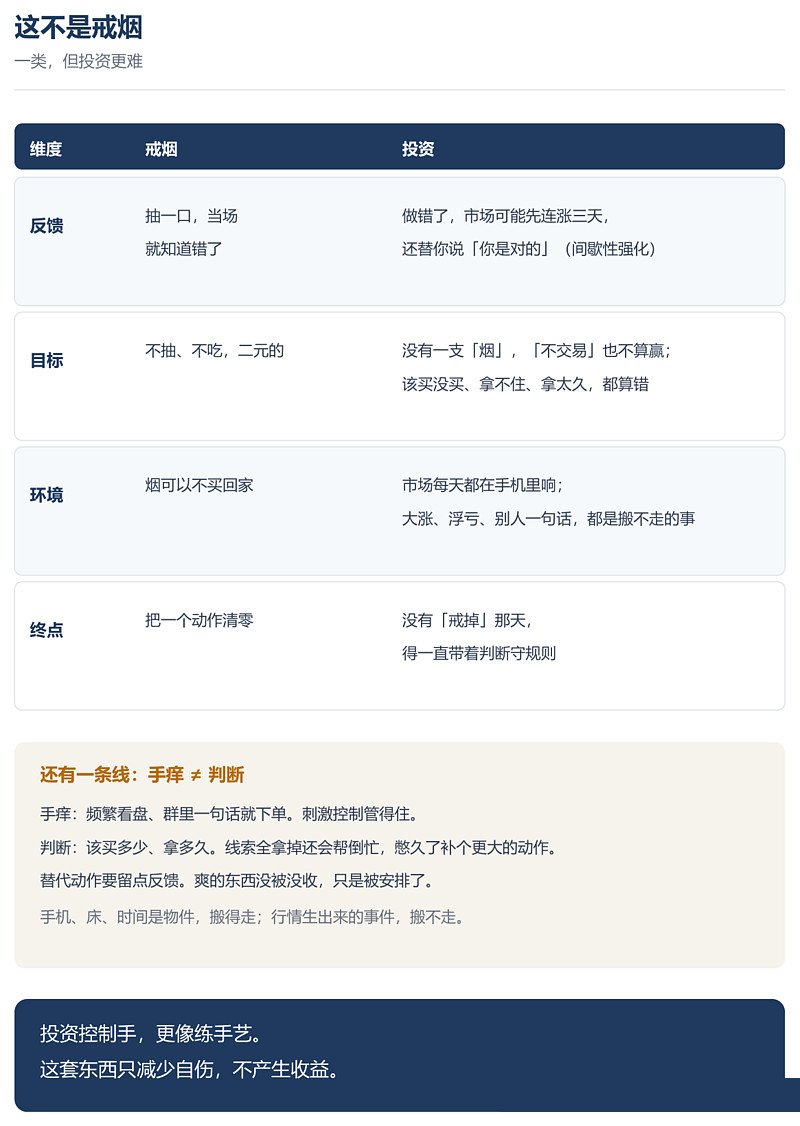 这不是戒烟
一类，但投资更难
维度 戒烟 投资
反馈
抽一口，当场
就知道错了
做错了，市场可能先连涨三天，
还替你说「你是对的」（间歇性强化）
目标
不抽、不吃，二元的
没有一支「烟」，「不交易」也不算赢；
该买没买、拿不住、拿太久，都算错
环境
烟可以不买回家
市场每天都在手机里响；
大涨、浮亏、别人一句话，都是搬不走的事
终点
把一个动作清零
没有「戒掉」那天，
得一直带着判断守规则
还有一条线：手痒 ≠ 判断
手痒：频繁看盘、群里一句话就下单。刺激控制管得住。
判断：该买多少、拿多久。线索全拿掉还会帮倒忙，憋久了补个更大的动作。
替代动作要留点反馈。爽的东西没被没收，只是被安排了。
手机、床、时间是物件，搬得走；行情生出来的事件，搬不走。
投资控制手，更像练手艺。
这套东西只减少自伤，不产生收益。